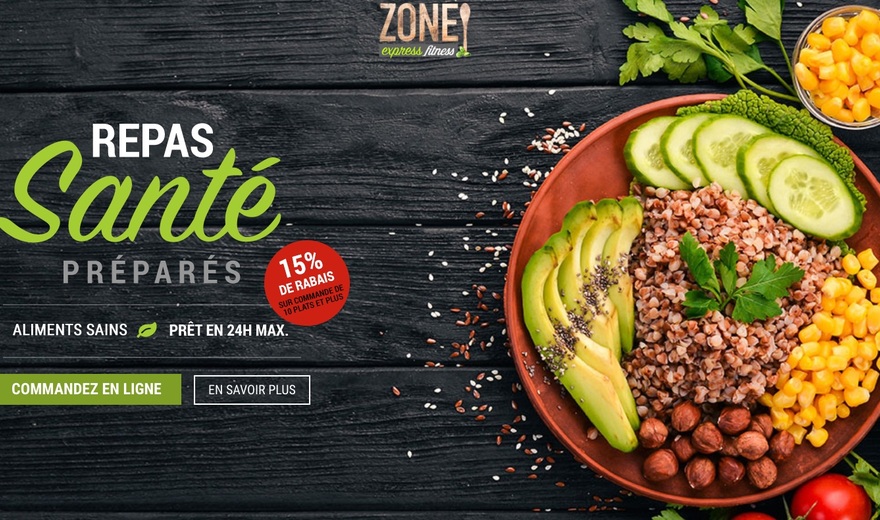 ZONE
express fitness
REPAS
Santé
PRÉPARÉS
15%
DE RABAIS
SUR COMMANDE DE
10 PLATS ET PLUS
ALIMENTS SAINS
PRÊT EN 24H MAX.
COMMANDEZ EN LIGNE
EN SAVOIR PLUS